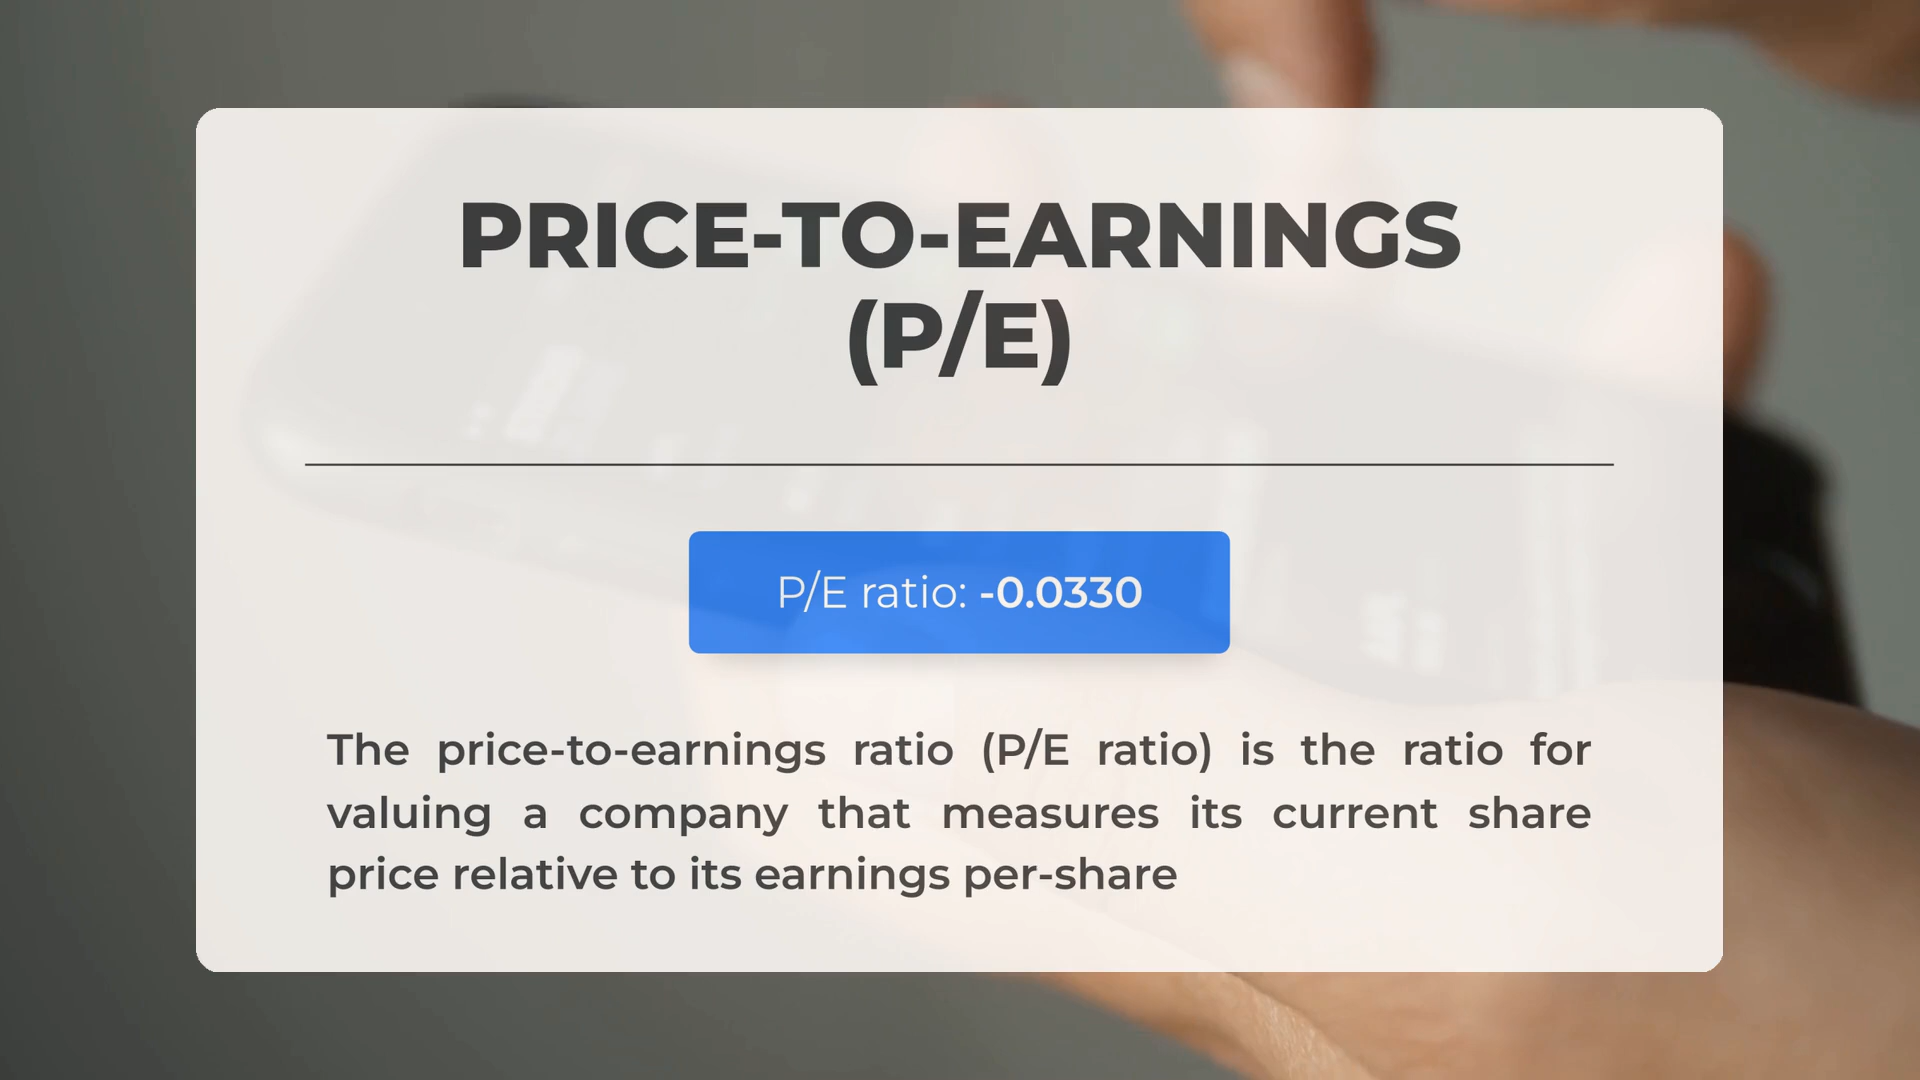 PRICE-TO-EARNINGS
(P/E)
P/E ratio: -0.0330
The price-to-earnings ratio (P/E ratio) is the ratio for
valuing a company that measures its current share
price relative to its earnings per-share